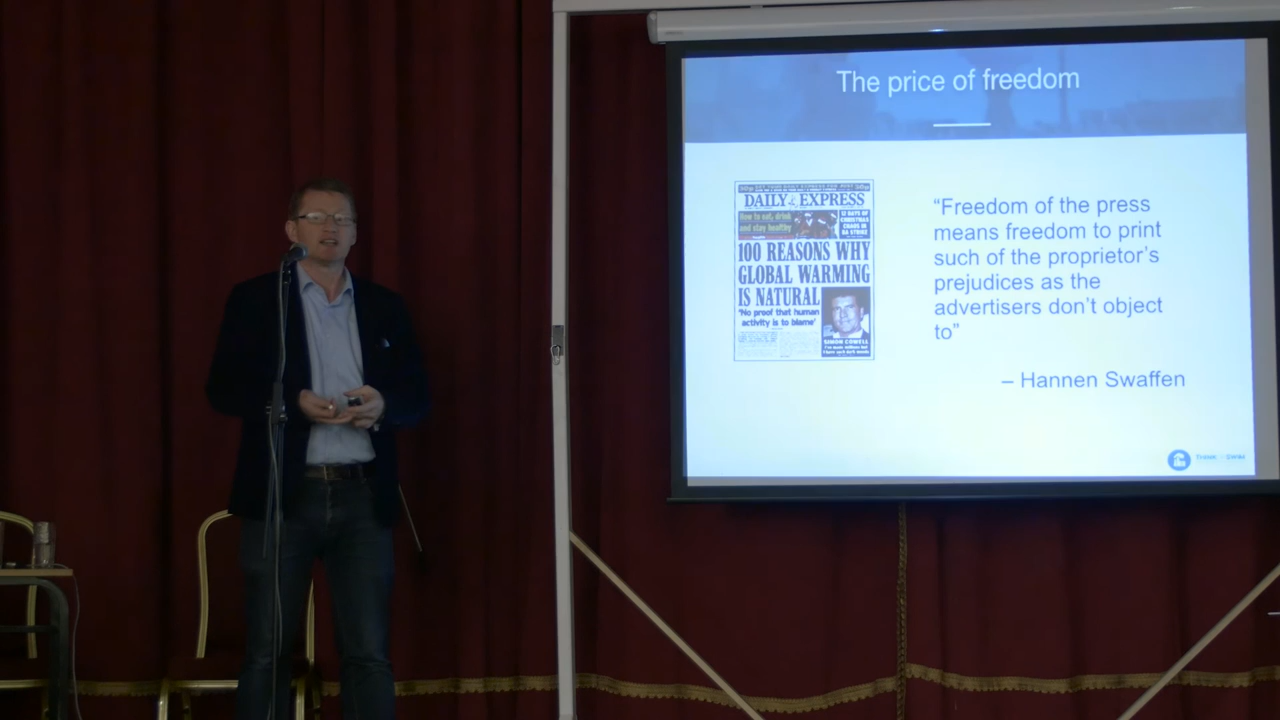 The price of freedom
DAILY EXPRESS
How to eat, drink
and stay healthy
12 DAYS OF
CHRISTMAS
CHAOS IN
BA STRIKE
100 REASONS WHY
GLOBAL WARMING
IS NATURAL
'No proof that human
activity is to blame'
SIMON COWELL
“Freedom of the press
means freedom to print
such of the proprietor’s
prejudices as the
advertisers don’t object
to”
– Hannen Swaffen